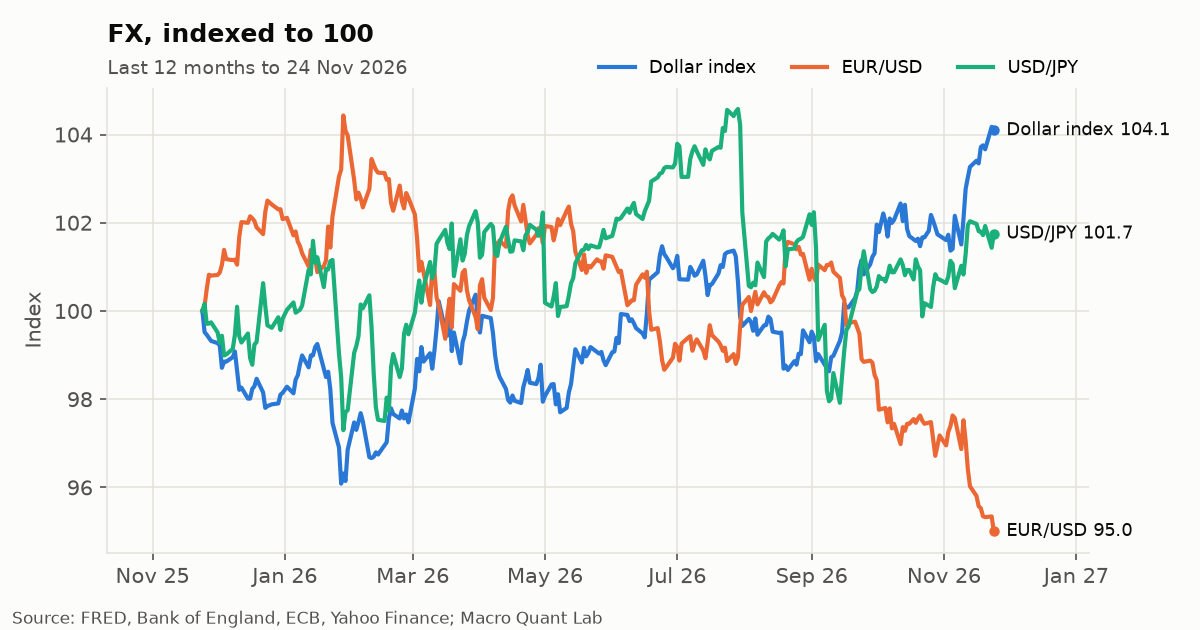 FX, indexed to 100
Last 12 months to 24 Nov 2026
Dollar index
EUR/USD
USD/JPY
Index
104
102
100
98
96
Dollar index 104.1
USD/JPY 101.7
EUR/USD 95.0
Nov 25
Jan 26
Mar 26
May 26
Jul 26
Sep 26
Nov 26
Jan 27
Source: FRED, Bank of England, ECB, Yahoo Finance; Macro Quant Lab